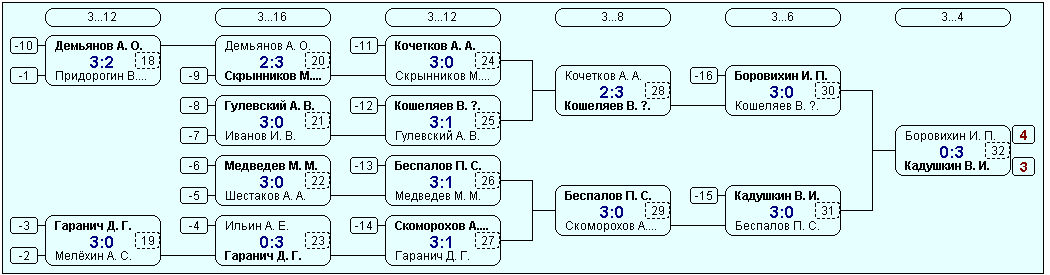 3...12
3...16
3...12
3...8
3...6
3...4
-10
Демьянов А. О.
3:2
18
-1
Придорогин В....
-3
Гаранич Д. Г.
3:0
19
-2
Мелёхин А. С.
Демьянов А. О.
2:3
20
-9
Скрынников М....
-8
Гулевский А. В.
3:0
21
-7
Иванов И. В.
-6
Медведев М. М.
3:0
22
-5
Шестаков А. А.
-4
Ильин А. Е.
0:3
23
Гаранич Д. Г.
-11
Кочетков А. А.
3:0
24
Скрынников М....
-12
Кошеляев В. ?.
3:1
25
Гулевский А. В.
-13
Беспалов П. С.
3:1
26
Медведев М. М.
-14
Скоморохов А....
3:1
27
Гаранич Д. Г.
Кочетков А. А.
2:3
28
Кошеляев В. ?.
Беспалов П. С.
3:0
29
Скоморохов А....
-16
Боровихин И. П.
3:0
30
Кошеляев В. ?.
-15
Кадушкин В. И.
3:0
31
Беспалов П. С.
Боровихин И. П.
4
0:3
32
Кадушкин В. И.
3